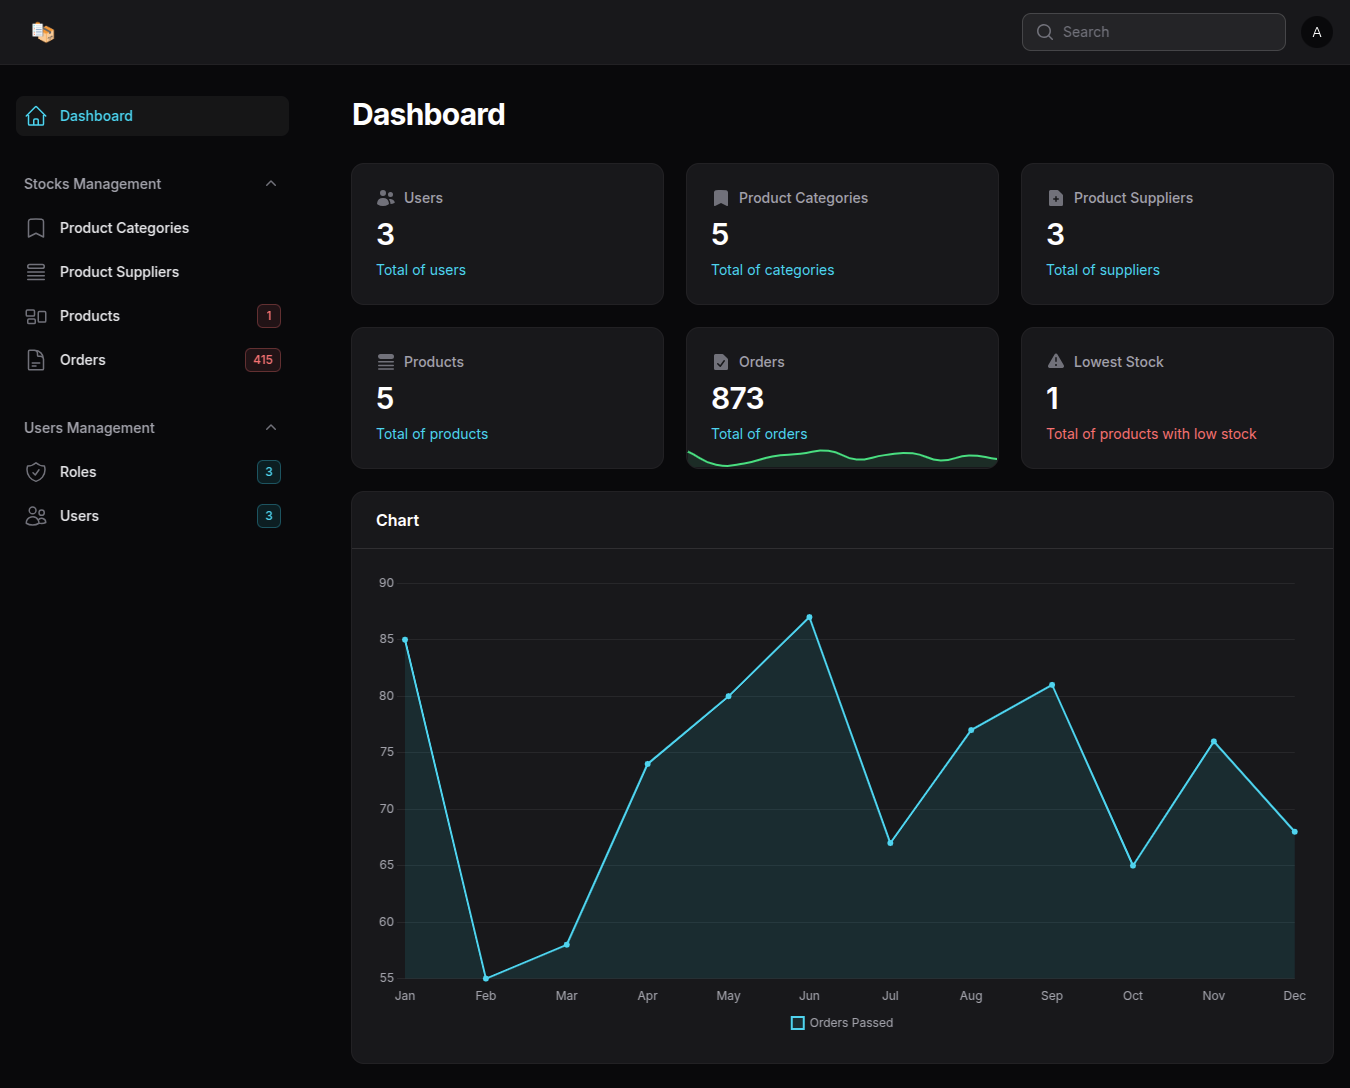 Search
A
Dashboard
Stocks Management
Product Categories
Product Suppliers
Products
1
Orders
415
Users Management
Roles
3
Users
3
Dashboard
Users
3
Total of users
Product Categories
5
Total of categories
Product Suppliers
3
Total of suppliers
Products
5
Total of products
Orders
873
Total of orders
Lowest Stock
1
Total of products with low stock
Chart
90
85
80
75
70
65
60
55
Jan Feb Mar Apr May Jun Jul Aug Sep Oct Nov Dec
Orders Passed